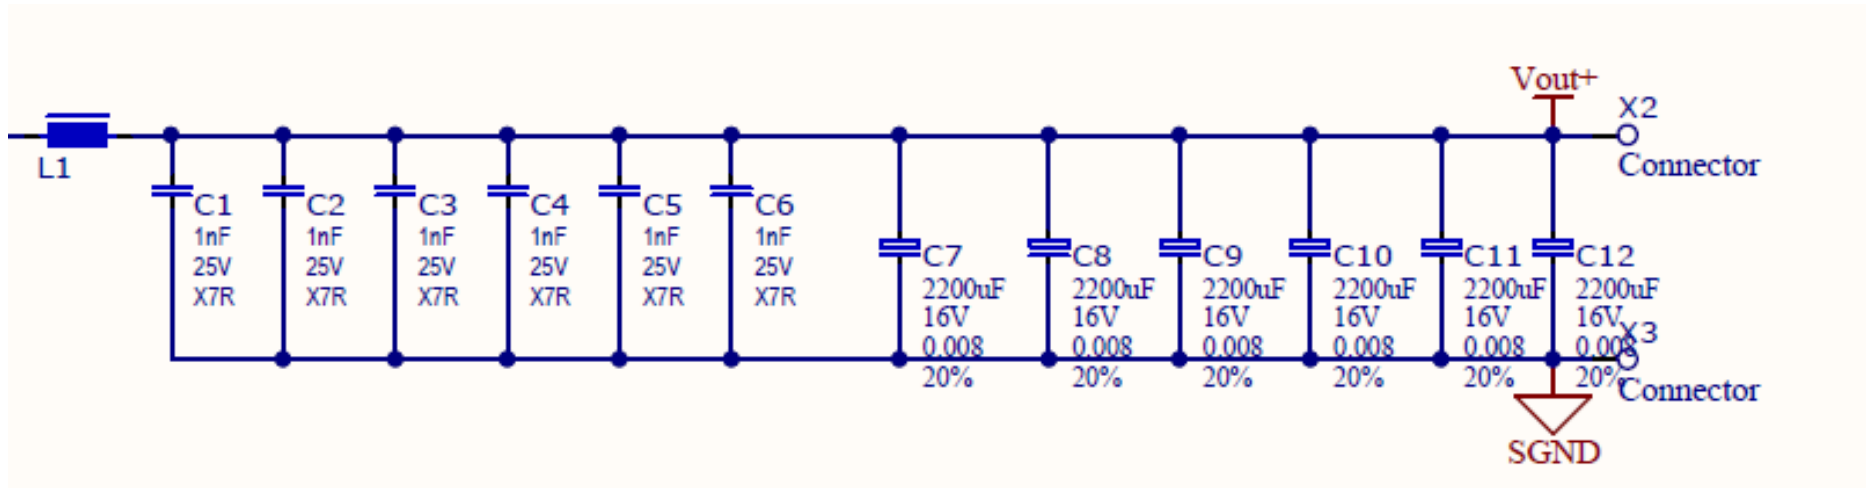 Vout+
X2
Connector
L1
C1
1nF
25V
X7R
C2
1nF
25V
X7R
C3
1nF
25V
X7R
C4
1nF
25V
X7R
C5
1nF
25V
X7R
C6
1nF
25V
X7R
C7
2200uF
16V
0.008
20%
C8
2200uF
16V
0.008
20%
C9
2200uF
16V
0.008
20%
C10
2200uF
16V
0.008
20%
C11
2200uF
16V
0.008
20%
C12
2200uF
16V
0.008
20%
X3
Connector
SGND